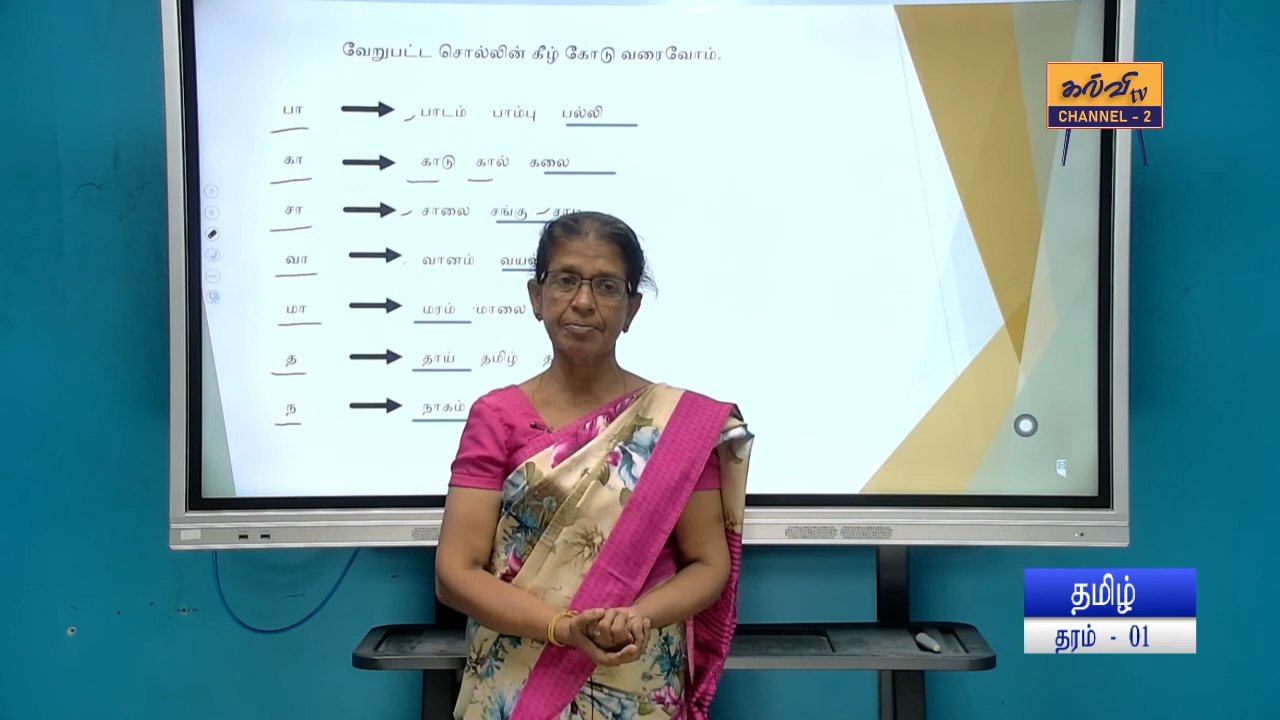 வேறுபட்ட சொல்லின் கீழ் கோடு வரைவோம்.
பா பாடம் பாம்பு பல்லி
கா காடு கால் கலை
சா சாலை சங்கு
வா வானம்
மா மரம் மாலை
த தாய் தமிழ்
ந நாகம்
கல்வி tv
CHANNEL - 2
தமிழ்
தரம் - 01